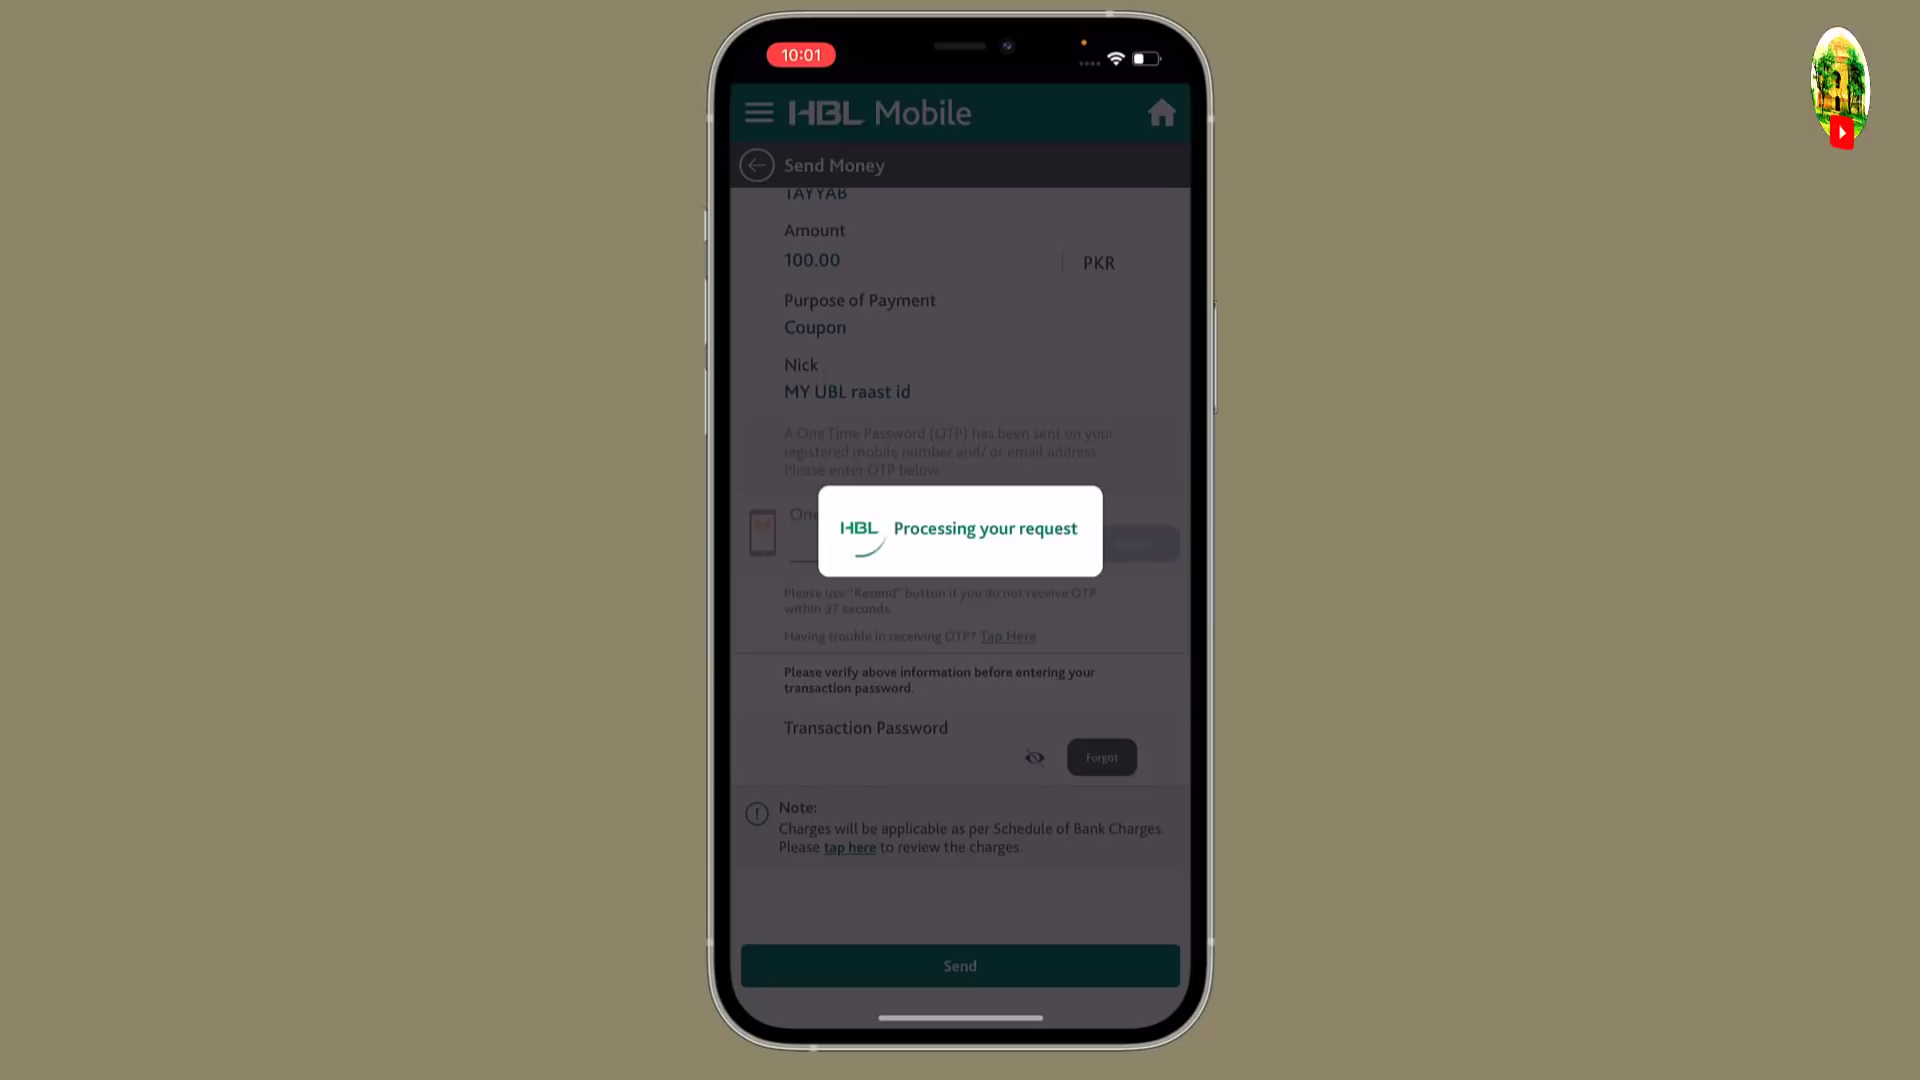 10:01
HBL Mobile
Send Money
TAYYAB
Amount
100.00
PKR
Purpose of Payment
Coupon
Nick
MY UBL raast id
A One Time Password (OTP) has been sent on your
registered mobile number and/ or email address
Please enter OTP below.
One
HBL Processing your request
Please use "Resend" button if you do not receive OTP
within 37 seconds.
Having trouble in receiving OTP? Tap Here
Please verify above information before entering your
transaction password.
Transaction Password
Forgot
Note:
Charges will be applicable as per Schedule of Bank Charges.
Please tap here to review the charges.
Send